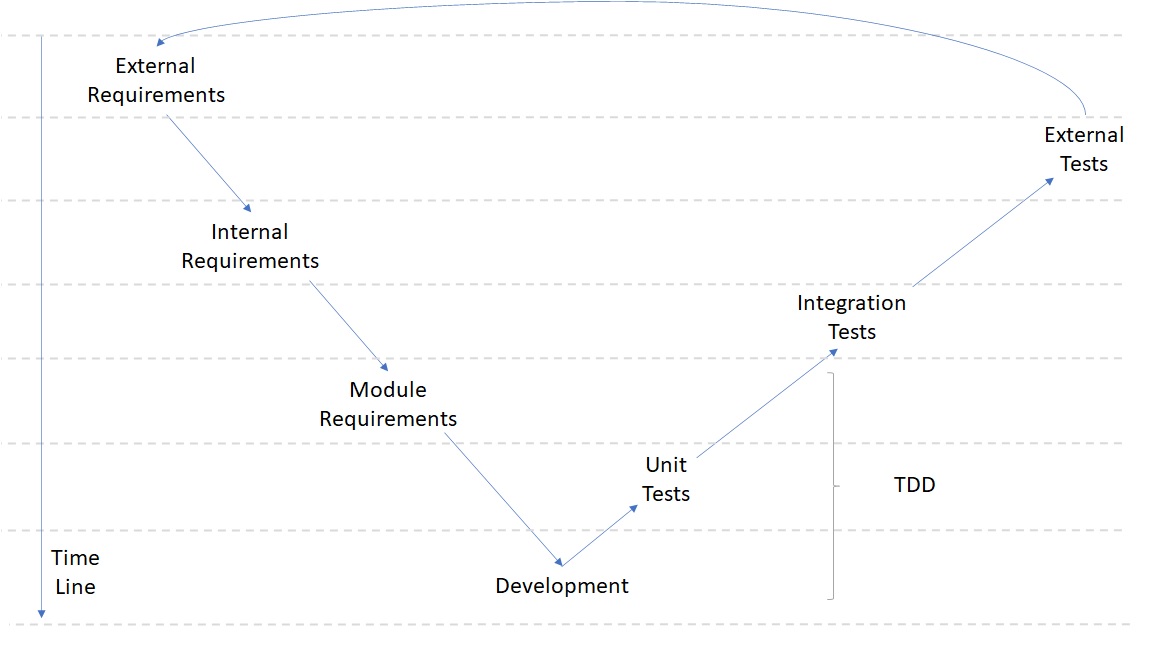 External
Requirements
External
Tests
Internal
Requirements
Integration
Tests
Module
Requirements
Unit
Tests
TDD
Time
Line
Development